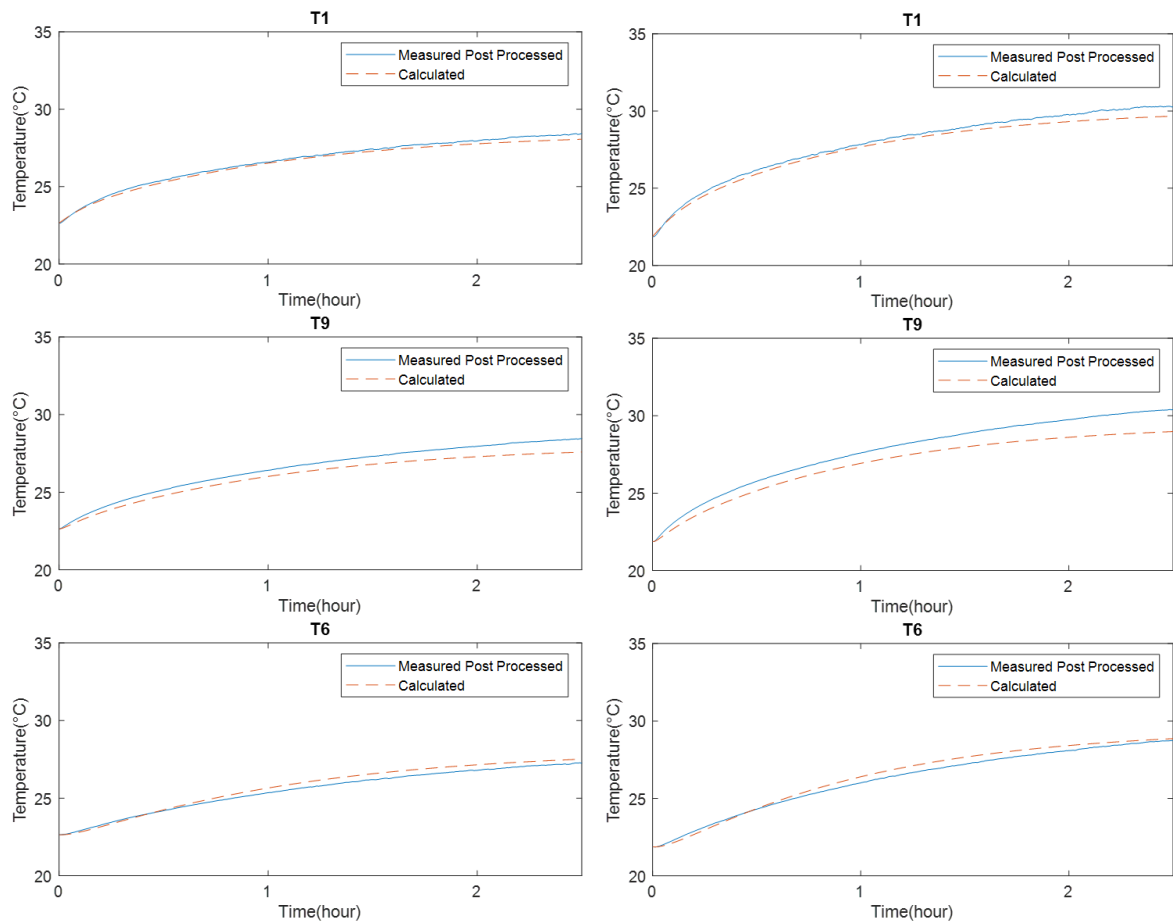 T1
35
30
25
20
Temperature(°C)
Measured Post Processed
Calculated
0
1
2
Time(hour)
T1
35
30
25
20
Temperature(°C)
Measured Post Processed
Calculated
0
1
2
Time(hour)
T9
35
30
25
20
Temperature(°C)
Measured Post Processed
Calculated
0
1
2
Time(hour)
T9
35
30
25
20
Temperature(°C)
Measured Post Processed
Calculated
0
1
2
Time(hour)
T6
35
30
25
20
Temperature(°C)
Measured Post Processed
Calculated
0
1
2
Time(hour)
T6
35
30
25
20
Temperature(°C)
Measured Post Processed
Calculated
0
1
2
Time(hour)